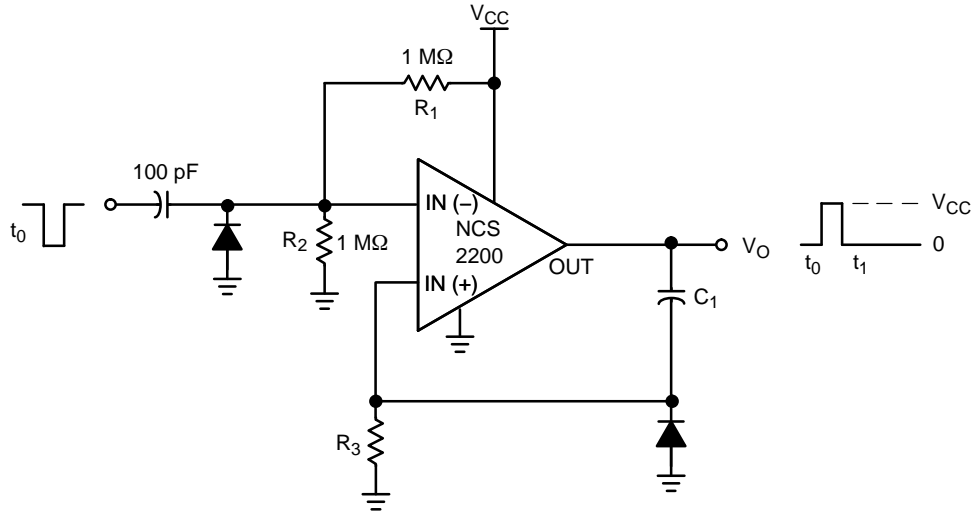 V_CC
1 MΩ
R_1
100 pF
t_0
IN (−)
NCS
2200
R_2
1 MΩ
IN (+)
OUT
V_O
V_CC
0
t_0
t_1
C_1
R_3